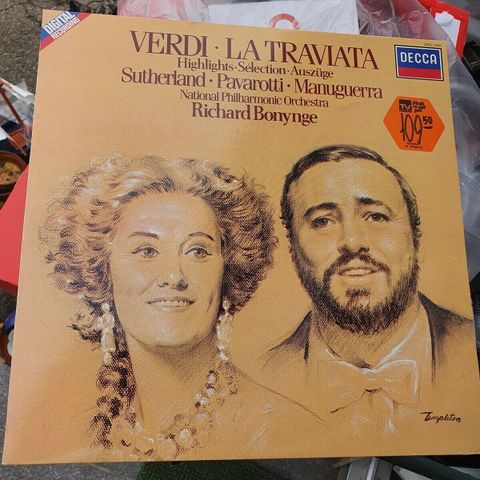 DIGITAL
RECORDING
VERDI · LA TRAVIATA
Highlights · Sélection · Auszüge
Sutherland · Pavarotti · Manuguerra
National Philharmonic Orchestra
Richard Bonynge
DECCA
TV
109.50
Templeton